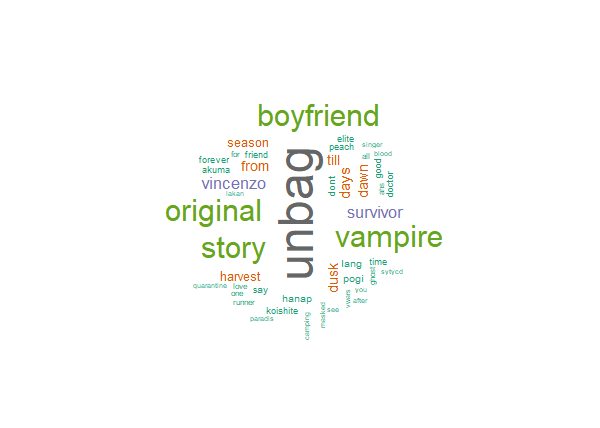 boyfriend
elite
singer
season
peach
for
friend
all
blood
forever
from
till
good
akuma
days
dawn
doctor
dont
vincenzo
ahs
lakan
unbag
original
survivor
story
vampire
lang
time
harvest
dusk
ghost
sytycd
pogi
quarantine
love
say
you
one
hanap
vwars
after
runner
koishite
see
masked
paradis
camping